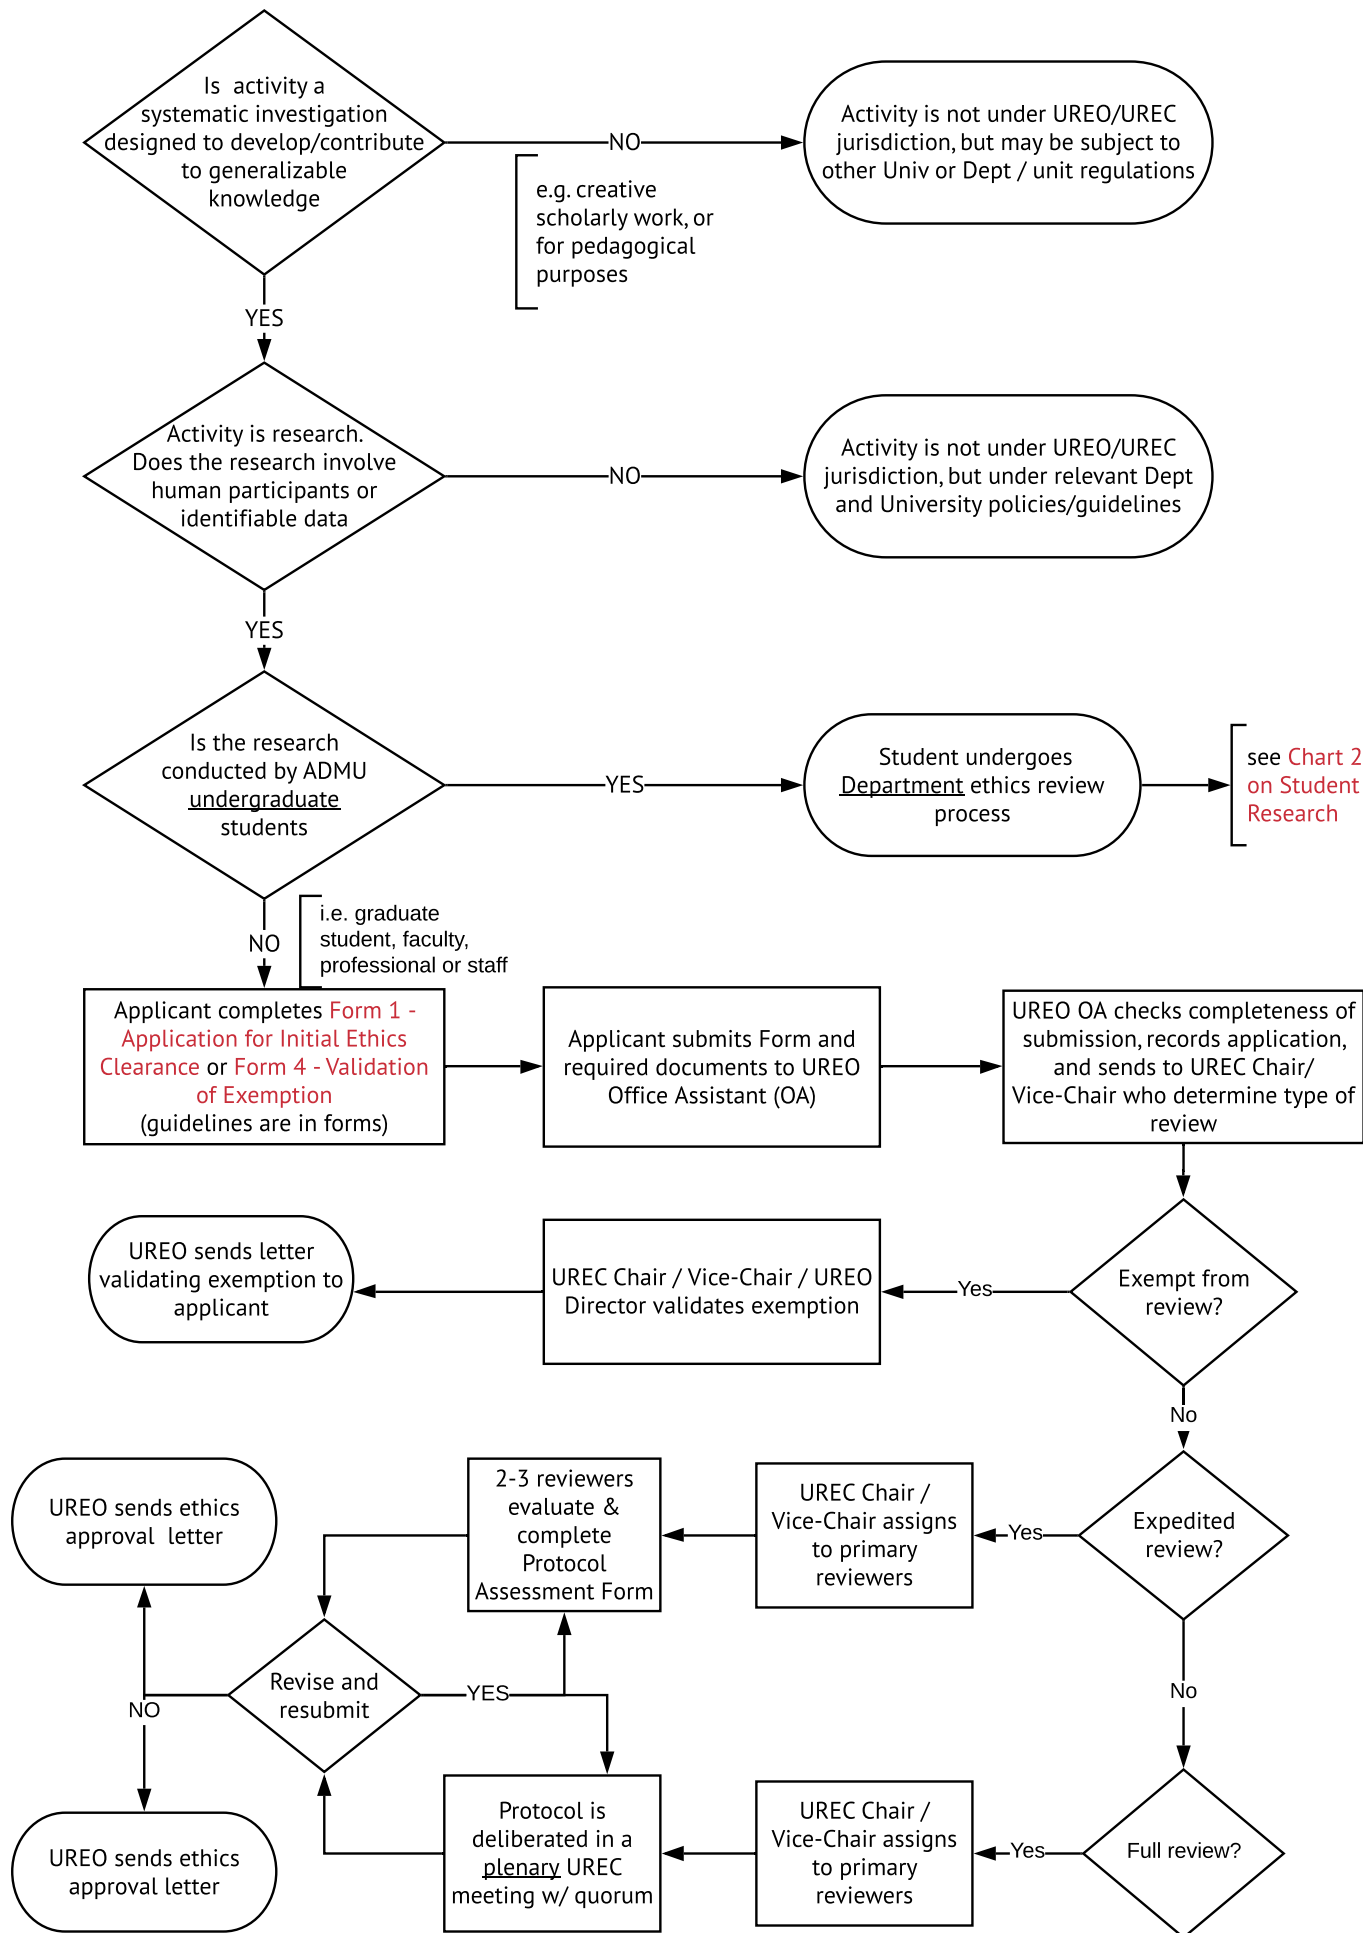 Is  activity a
systematic investigation
designed to develop/contribute
to generalizable
knowledge
NO
e.g. creative
scholarly work, or
for pedagogical
purposes
Activity is not under UREO/UREC
jurisdiction, but may be subject to
other Univ or Dept / unit regulations
YES
Activity is research.
Does the research involve
human participants or
identifiable data
NO
Activity is not under UREO/UREC
jurisdiction, but under relevant Dept
and University policies/guidelines
YES
Is the research
conducted by ADMU
undergraduate
students
YES
Student undergoes
Department ethics review
process
see Chart 2
on Student
Research
NO
i.e. graduate
student, faculty,
professional or staff
Applicant completes Form 1 -
Application for Initial Ethics
Clearance or Form 4 - Validation
of Exemption
(guidelines are in forms)
Applicant submits Form and
required documents to UREO
Office Assistant (OA)
UREO OA checks completeness of
submission, records application,
and sends to UREC Chair/
Vice-Chair who determine type of
review
Exempt from
review?
Yes
UREC Chair / Vice-Chair / UREO
Director validates exemption
UREO sends letter
validating exemption to
applicant
No
Expedited
review?
Yes
UREC Chair /
Vice-Chair assigns
to primary
reviewers
2-3 reviewers
evaluate &
complete
Protocol
Assessment Form
UREO sends ethics
approval  letter
Revise and
resubmit
YES
NO
No
Full review?
Yes
UREC Chair /
Vice-Chair assigns
to primary
reviewers
Protocol is
deliberated in a
plenary UREC
meeting w/ quorum
UREO sends ethics
approval letter